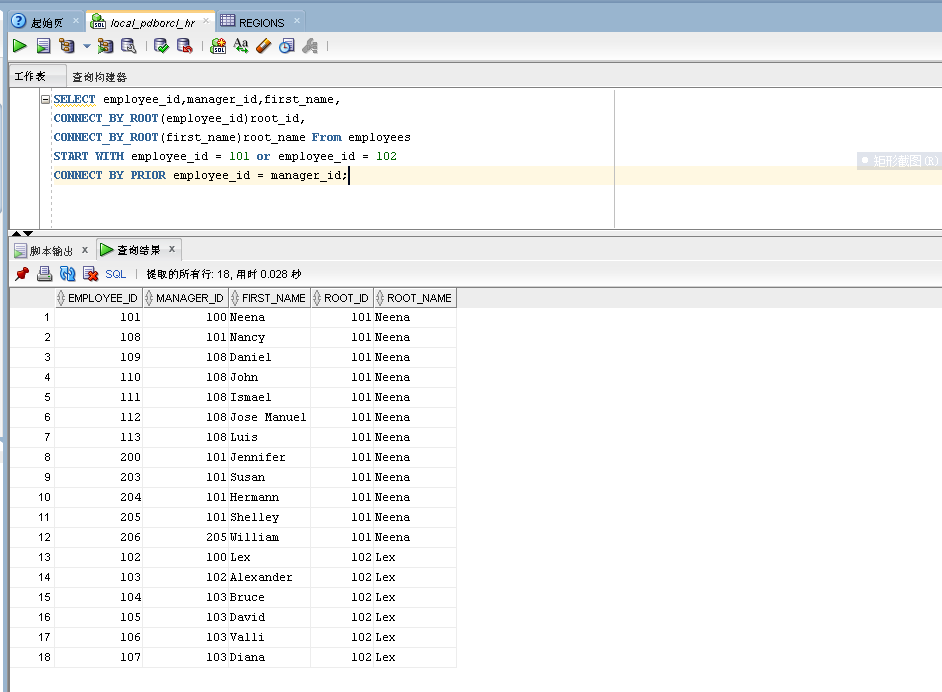 起始页 × local_pdborcl_hr × REGIONS ×
工作表 查询构建器
SELECT employee_id,manager_id,first_name,
CONNECT_BY_ROOT(employee_id)root_id,
CONNECT_BY_ROOT(first_name)root_name From employees
START WITH employee_id = 101 or employee_id = 102
CONNECT BY PRIOR employee_id = manager_id;
矩形截图(R)
脚本输出 × 查询结果 ×
SQL | 提取的所有行: 18, 用时 0.028 秒
EMPLOYEE_ID MANAGER_ID FIRST_NAME ROOT_ID ROOT_NAME
1 101 100 Neena 101 Neena
2 108 101 Nancy 101 Neena
3 109 108 Daniel 101 Neena
4 110 108 John 101 Neena
5 111 108 Ismael 101 Neena
6 112 108 Jose Manuel 101 Neena
7 113 108 Luis 101 Neena
8 200 101 Jennifer 101 Neena
9 203 101 Susan 101 Neena
10 204 101 Hermann 101 Neena
11 205 101 Shelley 101 Neena
12 206 205 William 101 Neena
13 102 100 Lex 102 Lex
14 103 102 Alexander 102 Lex
15 104 103 Bruce 102 Lex
16 105 103 David 102 Lex
17 106 103 Valli 102 Lex
18 107 103 Diana 102 Lex